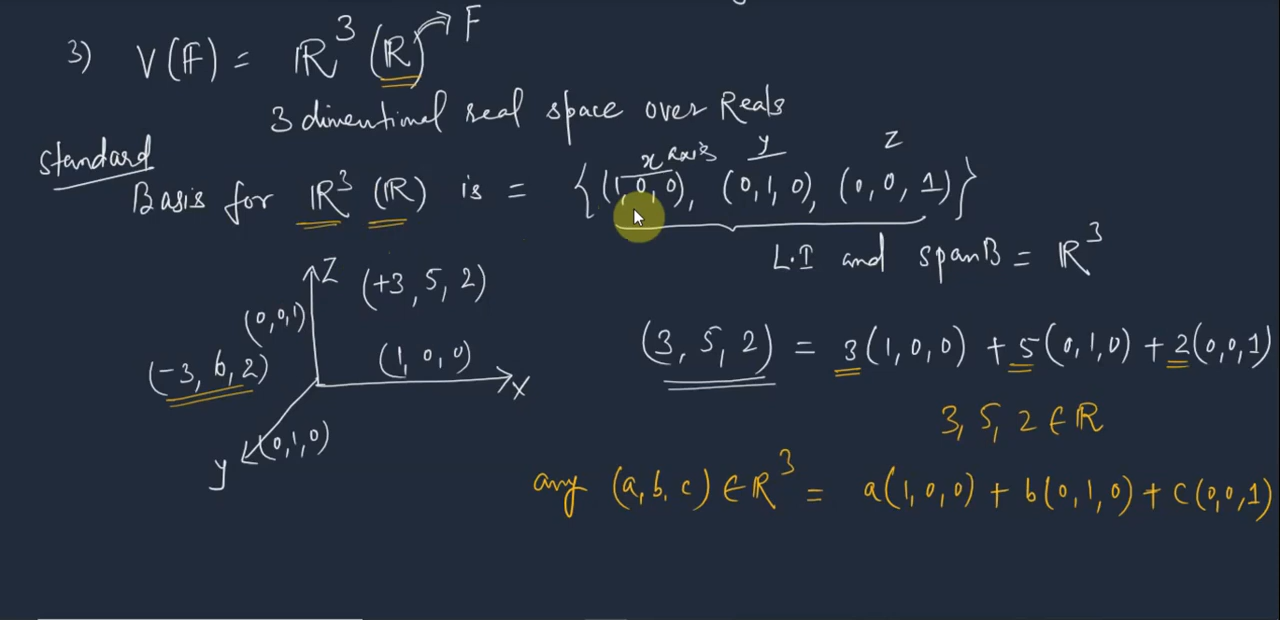 3) V(F) = ℝ³ (ℝ) F
3 dimentional real space over Reals
standard
x axis y z
Basis for ℝ³ (ℝ) is = {(1,0,0), (0,1,0), (0,0,1)}
L.I and spanB = ℝ³
Z (+3, 5, 2)
(0,0,1)
(3, 5, 2) = 3(1,0,0) + 5(0,1,0) + 2(0,0,1)
(-3, 6, 2) (1, 0, 0)
X
3, 5, 2 ∈ ℝ
(0,1,0)
y
any (a, b, c) ∈ ℝ³ = a(1,0,0) + b(0,1,0) + c(0,0,1)